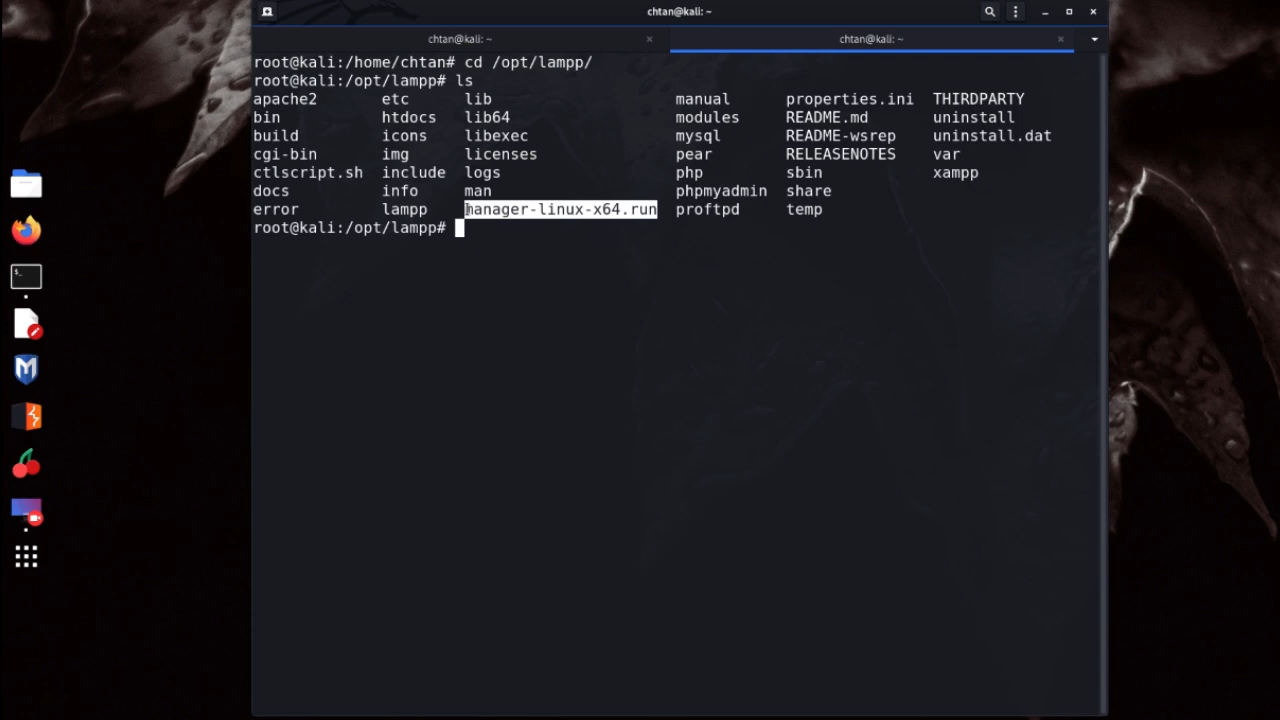 chtan@kali: ~
chtan@kali: ~ chtan@kali: ~
root@kali:/home/chtan# cd /opt/lampp/
root@kali:/opt/lampp# ls
apache2 etc lib manual properties.ini THIRDPARTY
bin htdocs lib64 modules README.md uninstall
build icons libexec mysql README-wsrep uninstall.dat
cgi-bin img licenses pear RELEASENOTES var
ctlscript.sh include logs php sbin xampp
docs info man phpmyadmin share
error lampp manager-linux-x64.run proftpd temp
root@kali:/opt/lampp#